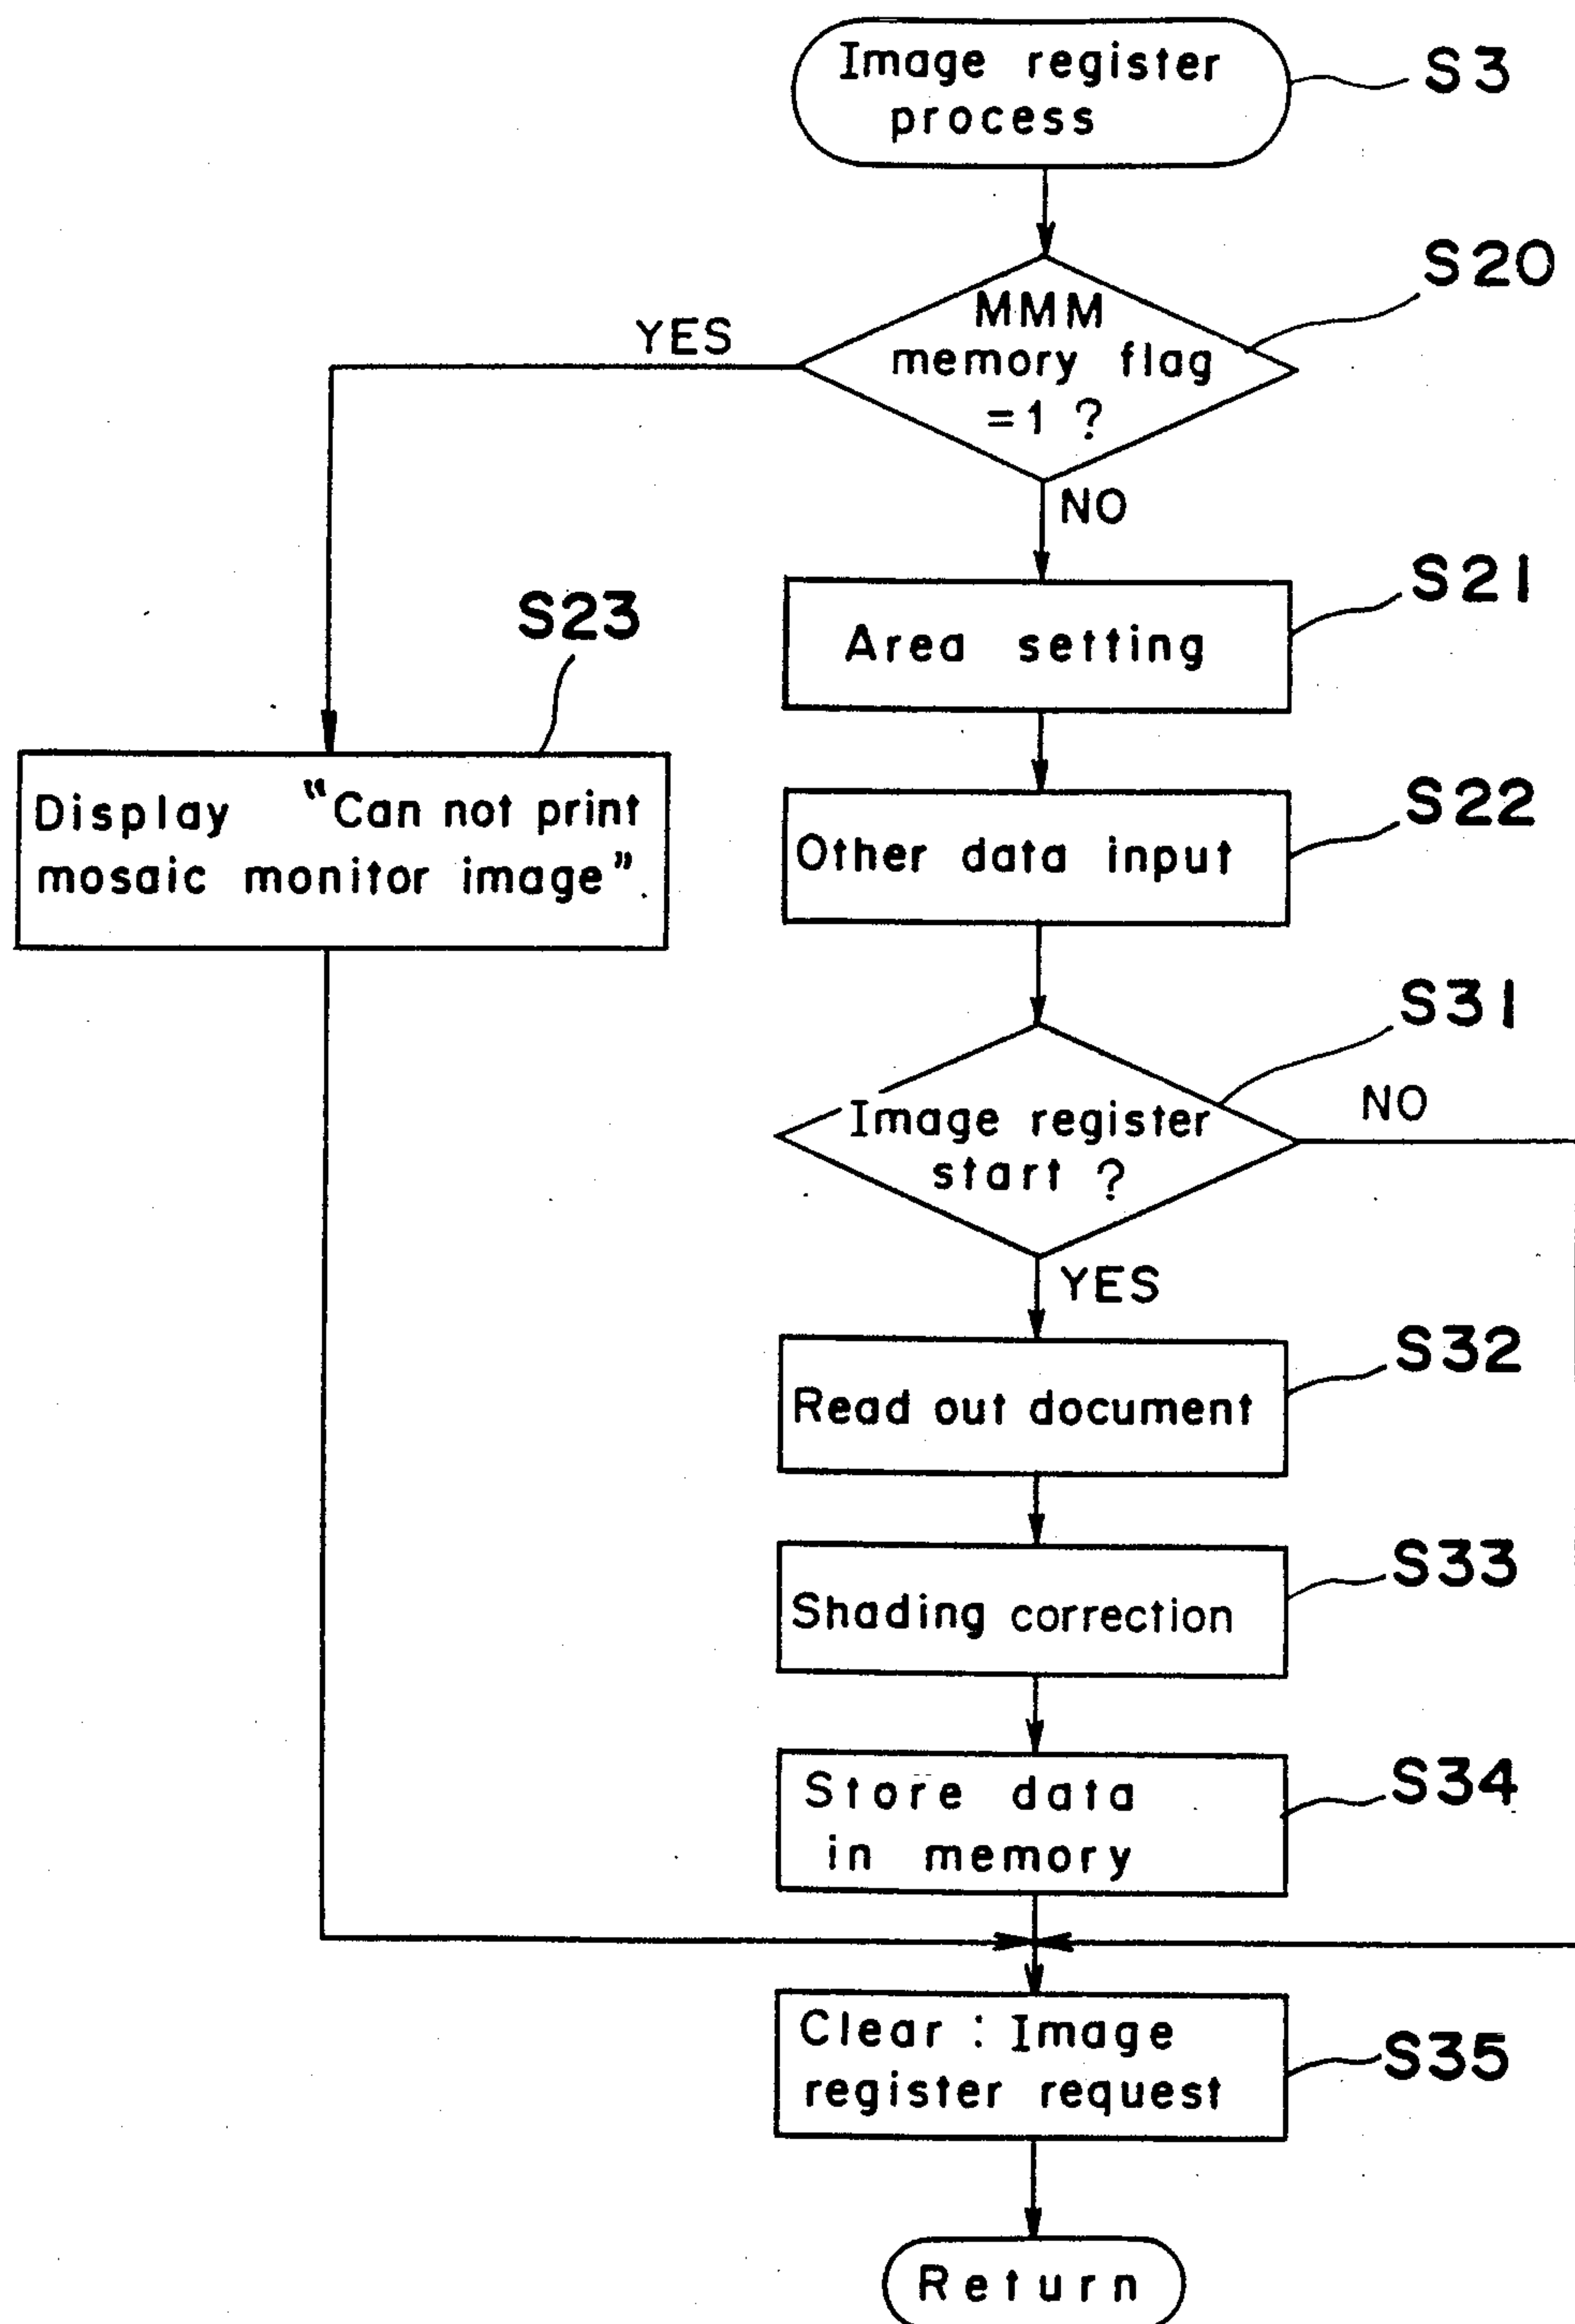 Image register
process
S3
MMM
memory flag
=1 ?
S20
YES
NO
Area setting
S21
S23
Display "Can not print
mosaic monitor image"
Other data input
S22
Image register
start ?
S31
NO
YES
Read out document
S32
Shading correction
S33
Store data
in memory
S34
Clear : Image
register request
S35
Return